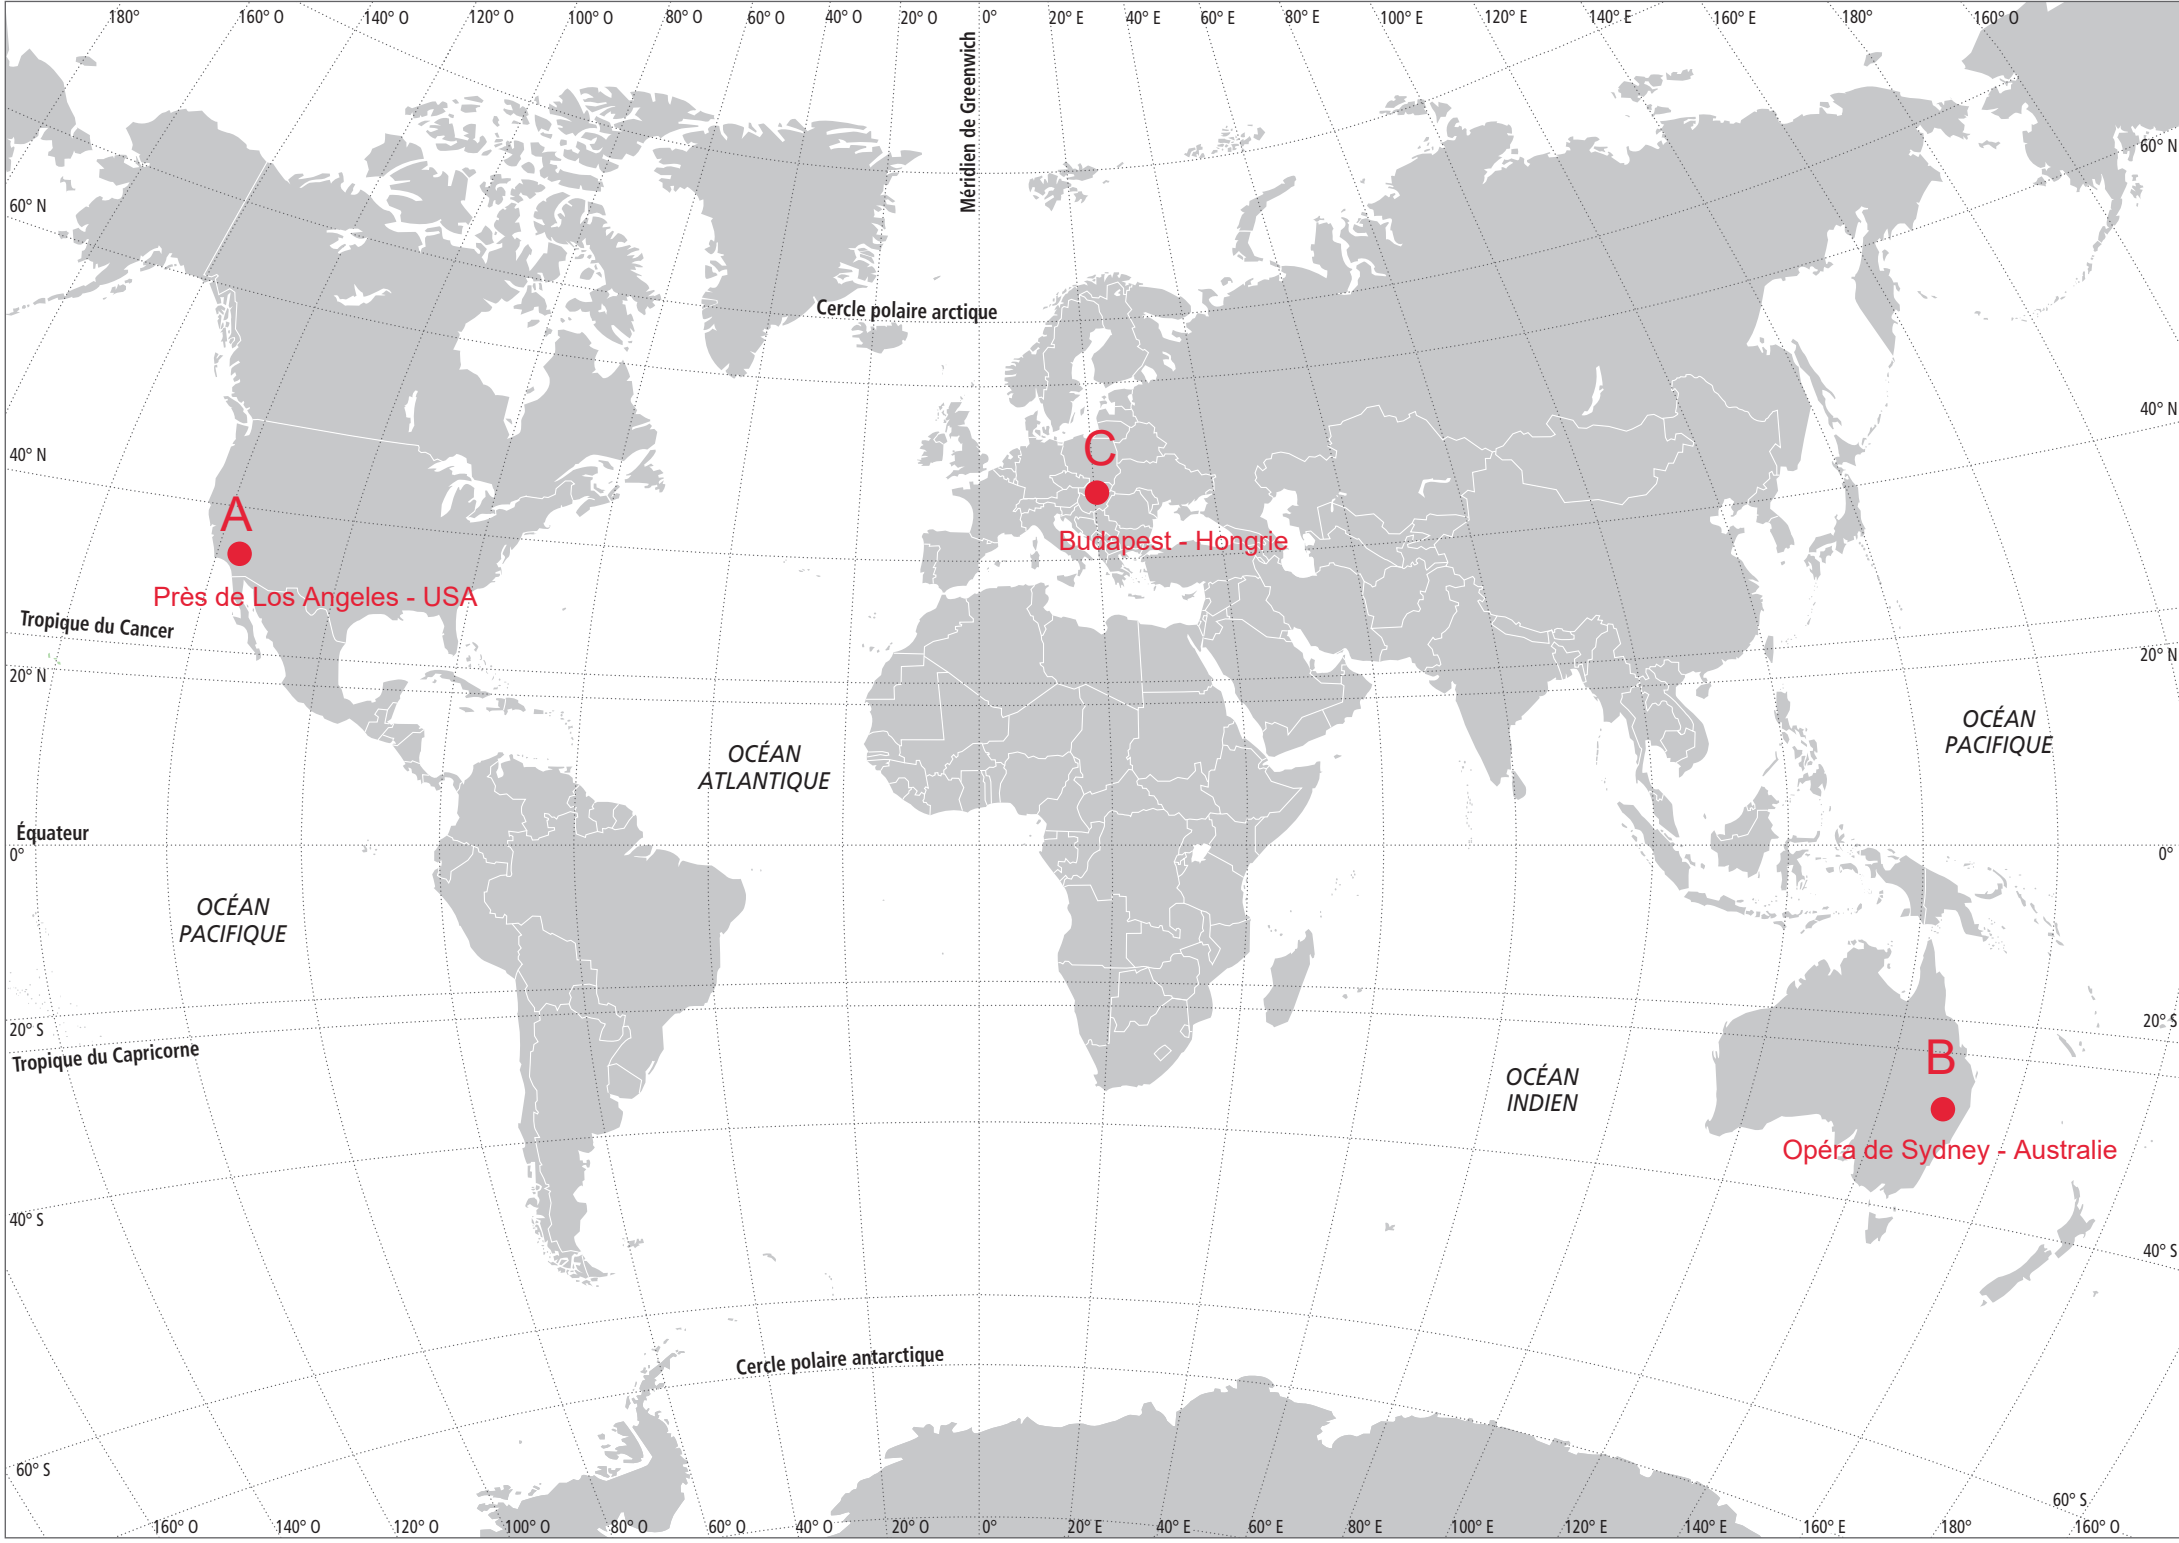 180°
160° O
140° O
120° O
100° O
80° O
60° O
40° O
20° O
0°
20° E
40° E
60° E
80° E
100° E
120° E
140° E
160° E
180°
160° O
Méridien de Greenwich
60° N
60° N
Cercle polaire arctique
40° N
40° N
C
A
Budapest - Hongrie
Près de Los Angeles - USA
Tropique du Cancer
20° N
20° N
OCÉAN
PACIFIQUE
OCÉAN
ATLANTIQUE
Équateur
0°
0°
OCÉAN
PACIFIQUE
20° S
20° S
Tropique du Capricorne
B
OCÉAN
INDIEN
Opéra de Sydney - Australie
40° S
40° S
Cercle polaire antarctique
60° S
60° S
160° O
140° O
120° O
100° O
80° O
60° O
40° O
20° O
0°
20° E
40° E
60° E
80° E
100° E
120° E
140° E
160° E
180°
160° O